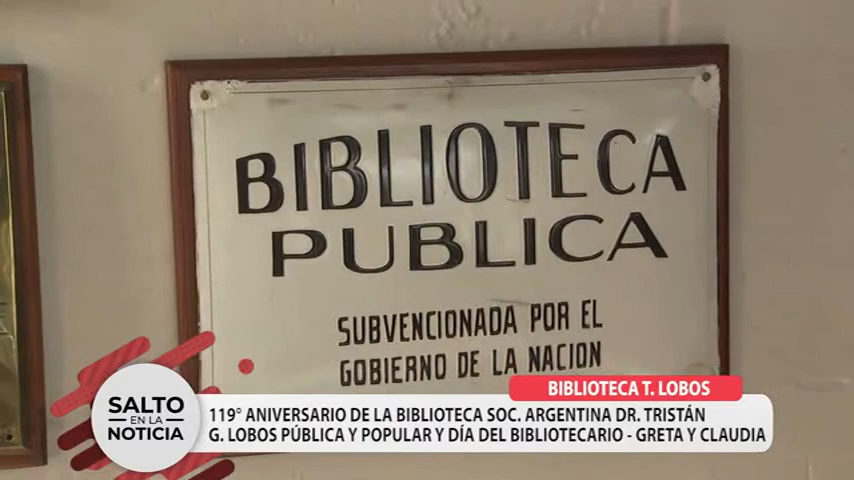 BIBLIOTECA
PUBLICA
SUBVENCIONADA POR EL
GOBIERNO DE LA NACION
BIBLIOTECA T. LOBOS
SALTO
EN LA
NOTICIA
119° ANIVERSARIO DE LA BIBLIOTECA SOC. ARGENTINA DR. TRISTÁN
G. LOBOS PÚBLICA Y POPULAR Y DÍA DEL BIBLIOTECARIO - GRETA Y CLAUDIA